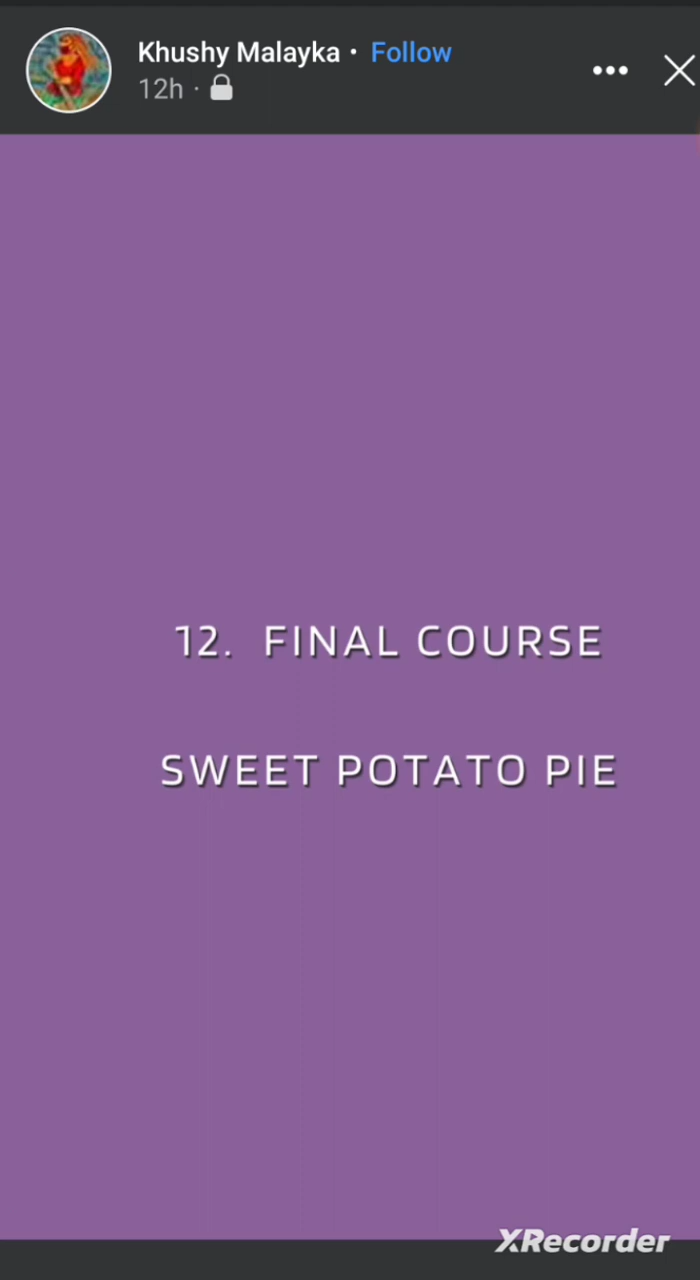 Khushy Malayka · Follow
12h ·
12. FINAL COURSE
SWEET POTATO PIE
XRecorder